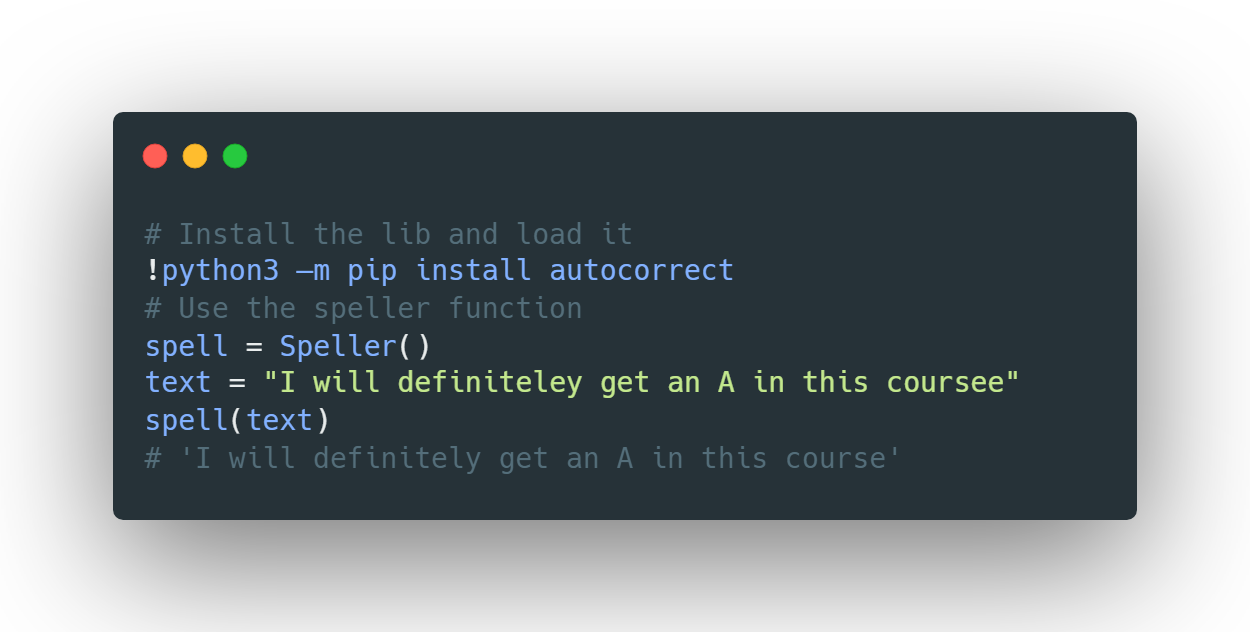 # Install the lib and load it
!python3 –m pip install autocorrect
# Use the speller function
spell = Speller()
text = "I will definiteley get an A in this coursee"
spell(text)
# 'I will definitely get an A in this course'